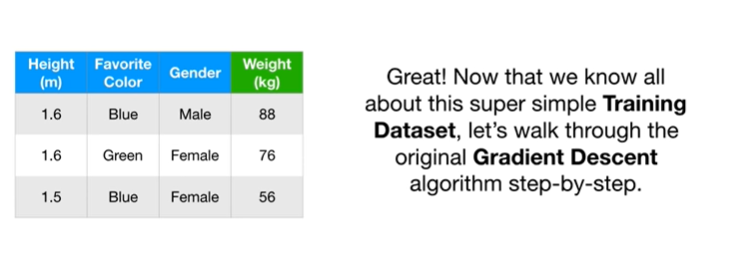 Height (m) Favorite Color Gender Weight (kg)
1.6 Blue Male 88
1.6 Green Female 76
1.5 Blue Female 56
Great! Now that we know all
about this super simple Training
Dataset, let’s walk through the
original Gradient Descent
algorithm step-by-step.